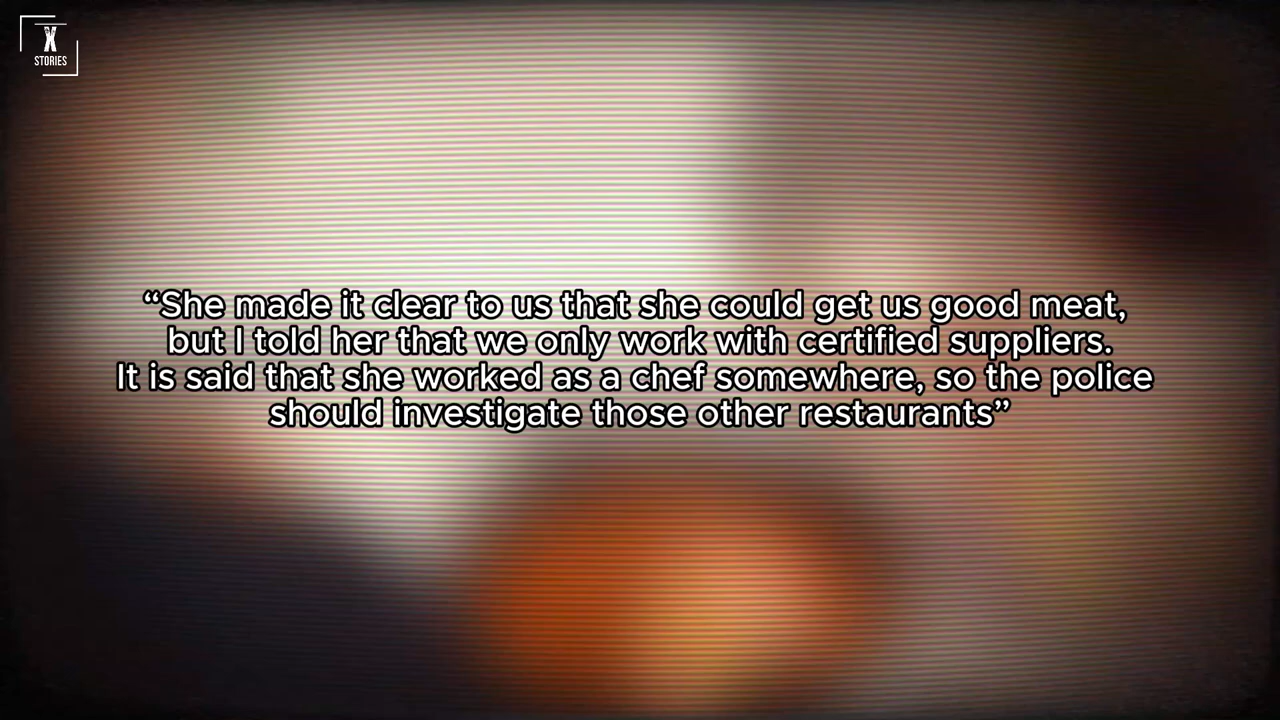 X
STORIES
“She made it clear to us that she could get us good meat,
but I told her that we only work with certified suppliers.
It is said that she worked as a chef somewhere, so the police
should investigate those other restaurants”